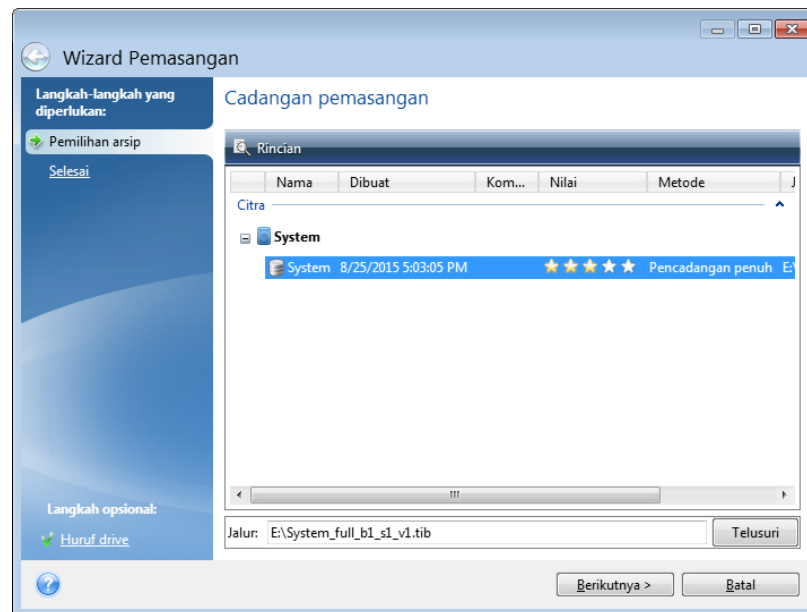 Wizard Pemasangan
Langkah-langkah yang
diperlukan:
Pemilihan arsip
Selesai
Langkah opsional:
Huruf drive
Cadangan pemasangan
Rincian
Nama Dibuat Kom... Nilai Metode J
Citra
System
System 8/25/2015 5:03:05 PM Pencadangan penuh E:\
Jalur: E:\System_full_b1_s1_v1.tib Telusuri
Berikutnya > Batal